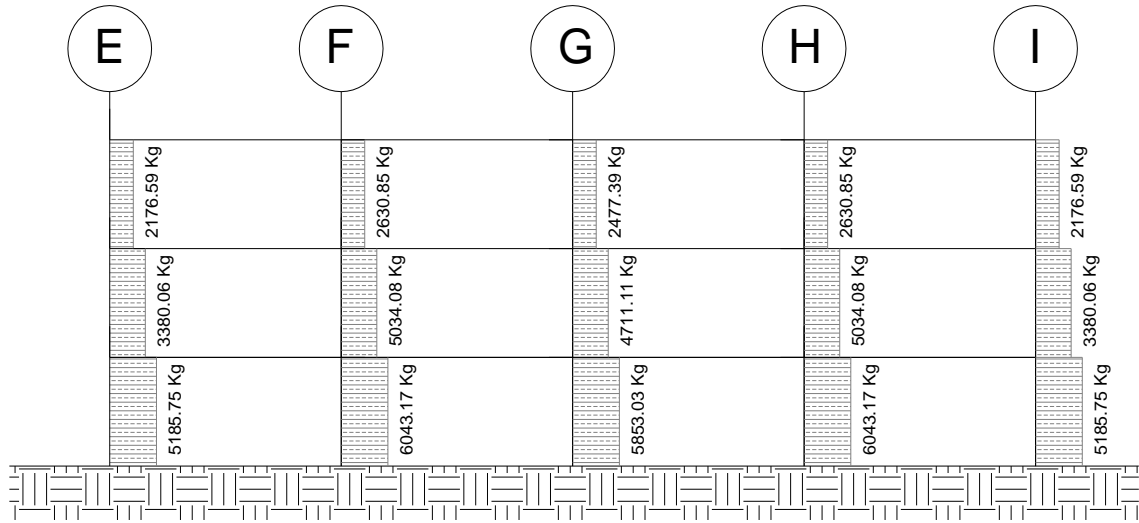 E
F
G
H
I
2176.59 Kg
2630.85 Kg
2477.39 Kg
2630.85 Kg
2176.59 Kg
3380.06 Kg
5034.08 Kg
4711.11 Kg
5034.08 Kg
3380.06 Kg
5185.75 Kg
6043.17 Kg
5853.03 Kg
6043.17 Kg
5185.75 Kg